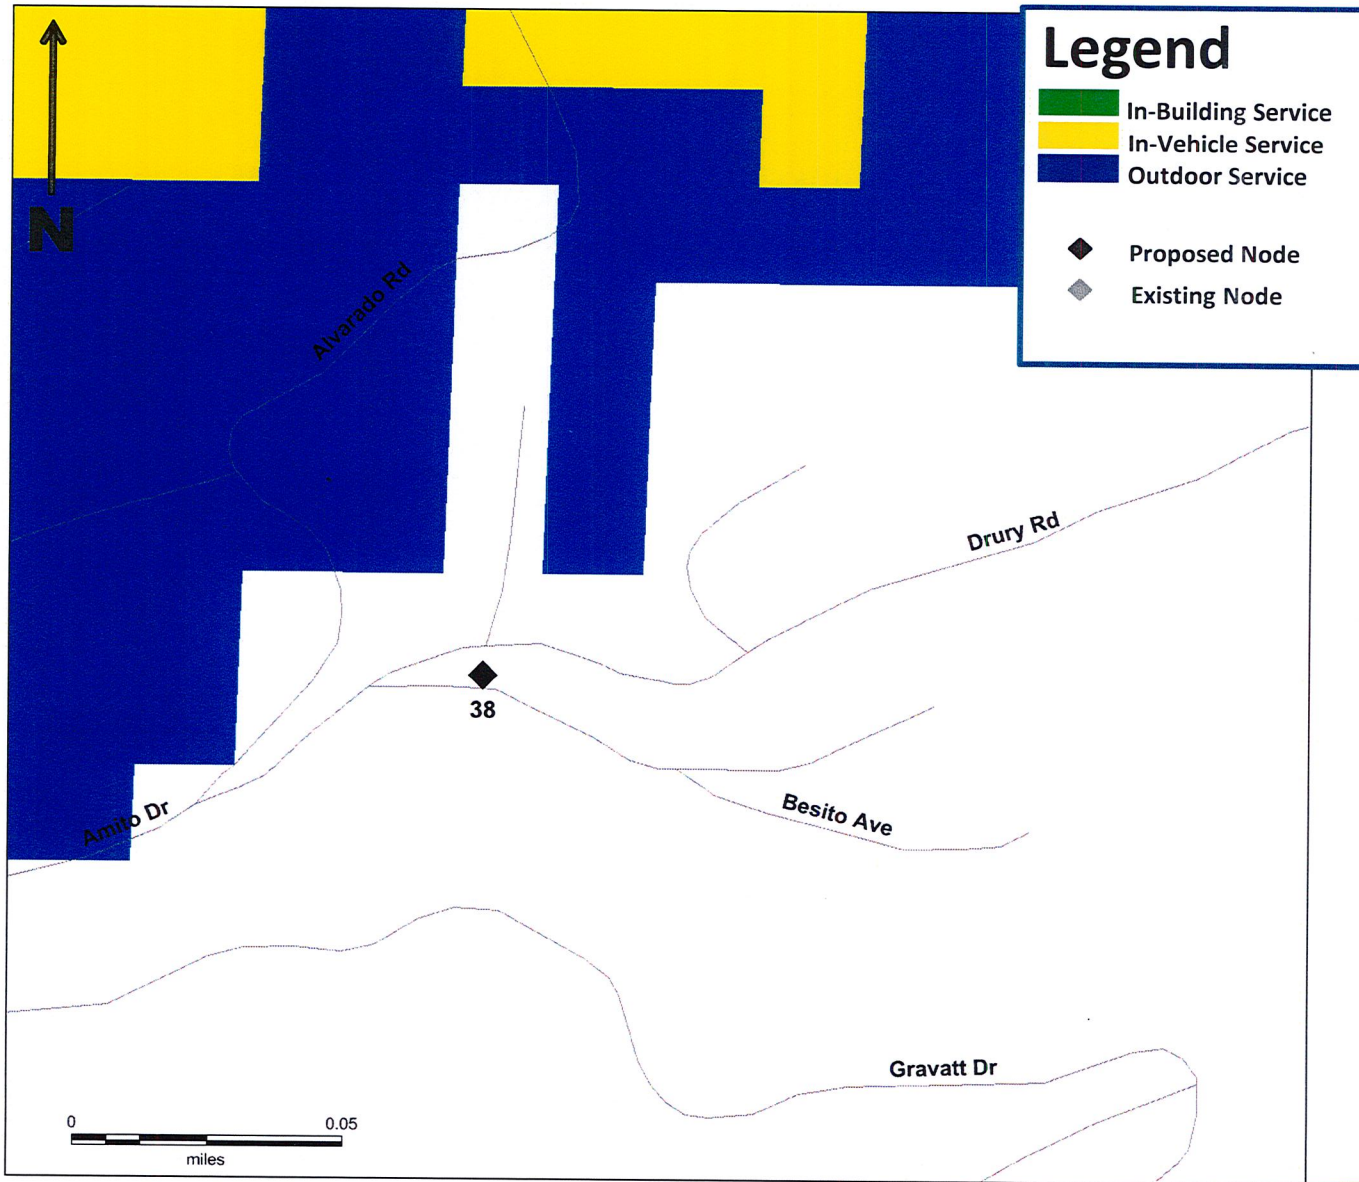 Legend
In-Building Service
In-Vehicle Service
Outdoor Service
Proposed Node
Existing Node
N
Alvarado Rd
Drury Rd
38
Amito Dr
Besito Ave
Gravatt Dr
0 0.05
miles